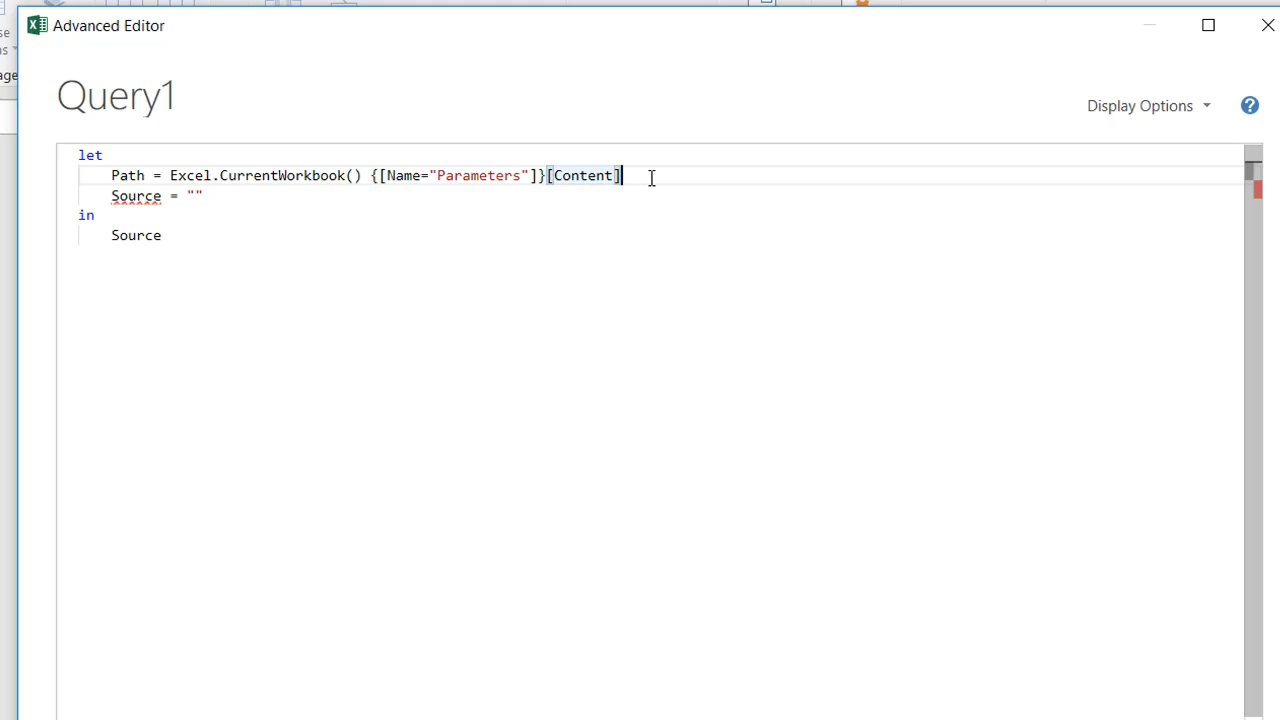 Advanced Editor
Query1
Display Options
let
Path = Excel.CurrentWorkbook() {[Name="Parameters"]}[Content]
Source = ""
in
Source